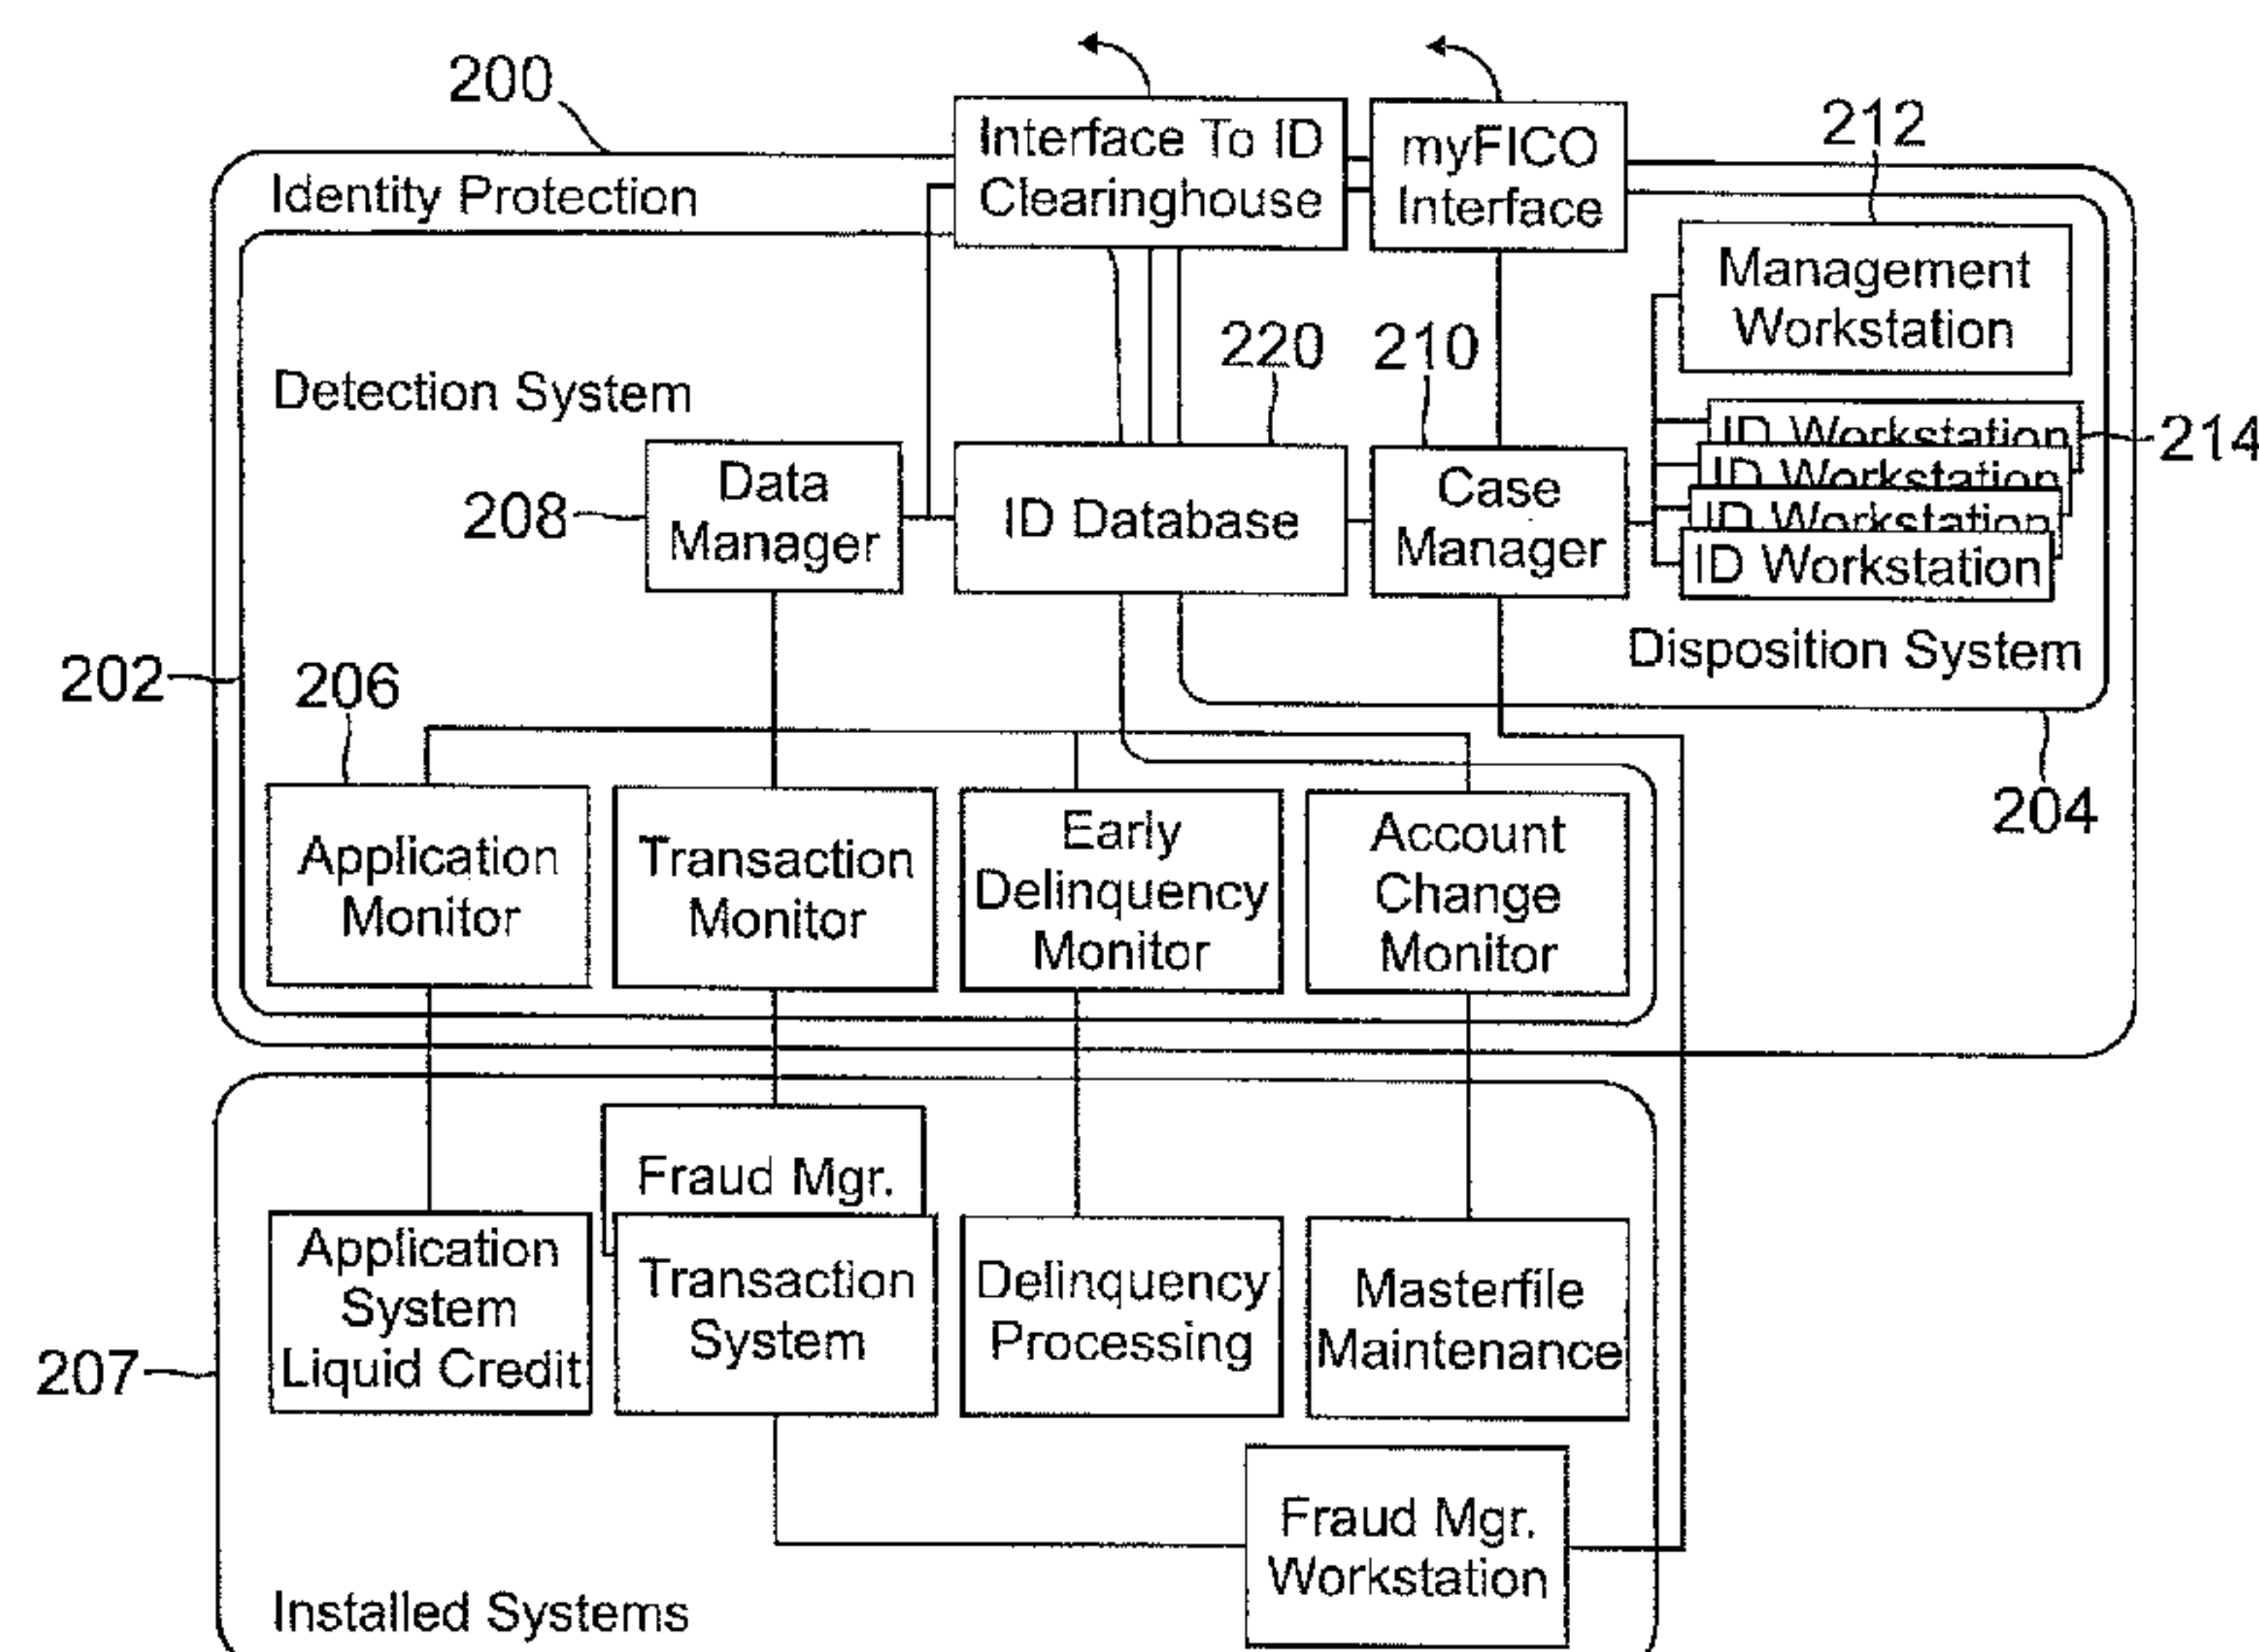 200
Interface To ID
Clearinghouse
myFICO
Interface
212
Identity Protection
Management
Workstation
Detection System
220
210
ID Workstation
ID Workstation
ID Workstation
ID Workstation
214
208
Data
Manager
ID Database
Case
Manager
Disposition System
202
206
204
Application
Monitor
Transaction
Monitor
Early
Delinquency
Monitor
Account
Change
Monitor
Fraud Mgr.
Application
System
Liquid Credit
Transaction
System
Delinquency
Processing
Masterfile
Maintenance
207
Fraud Mgr.
Workstation
Installed Systems